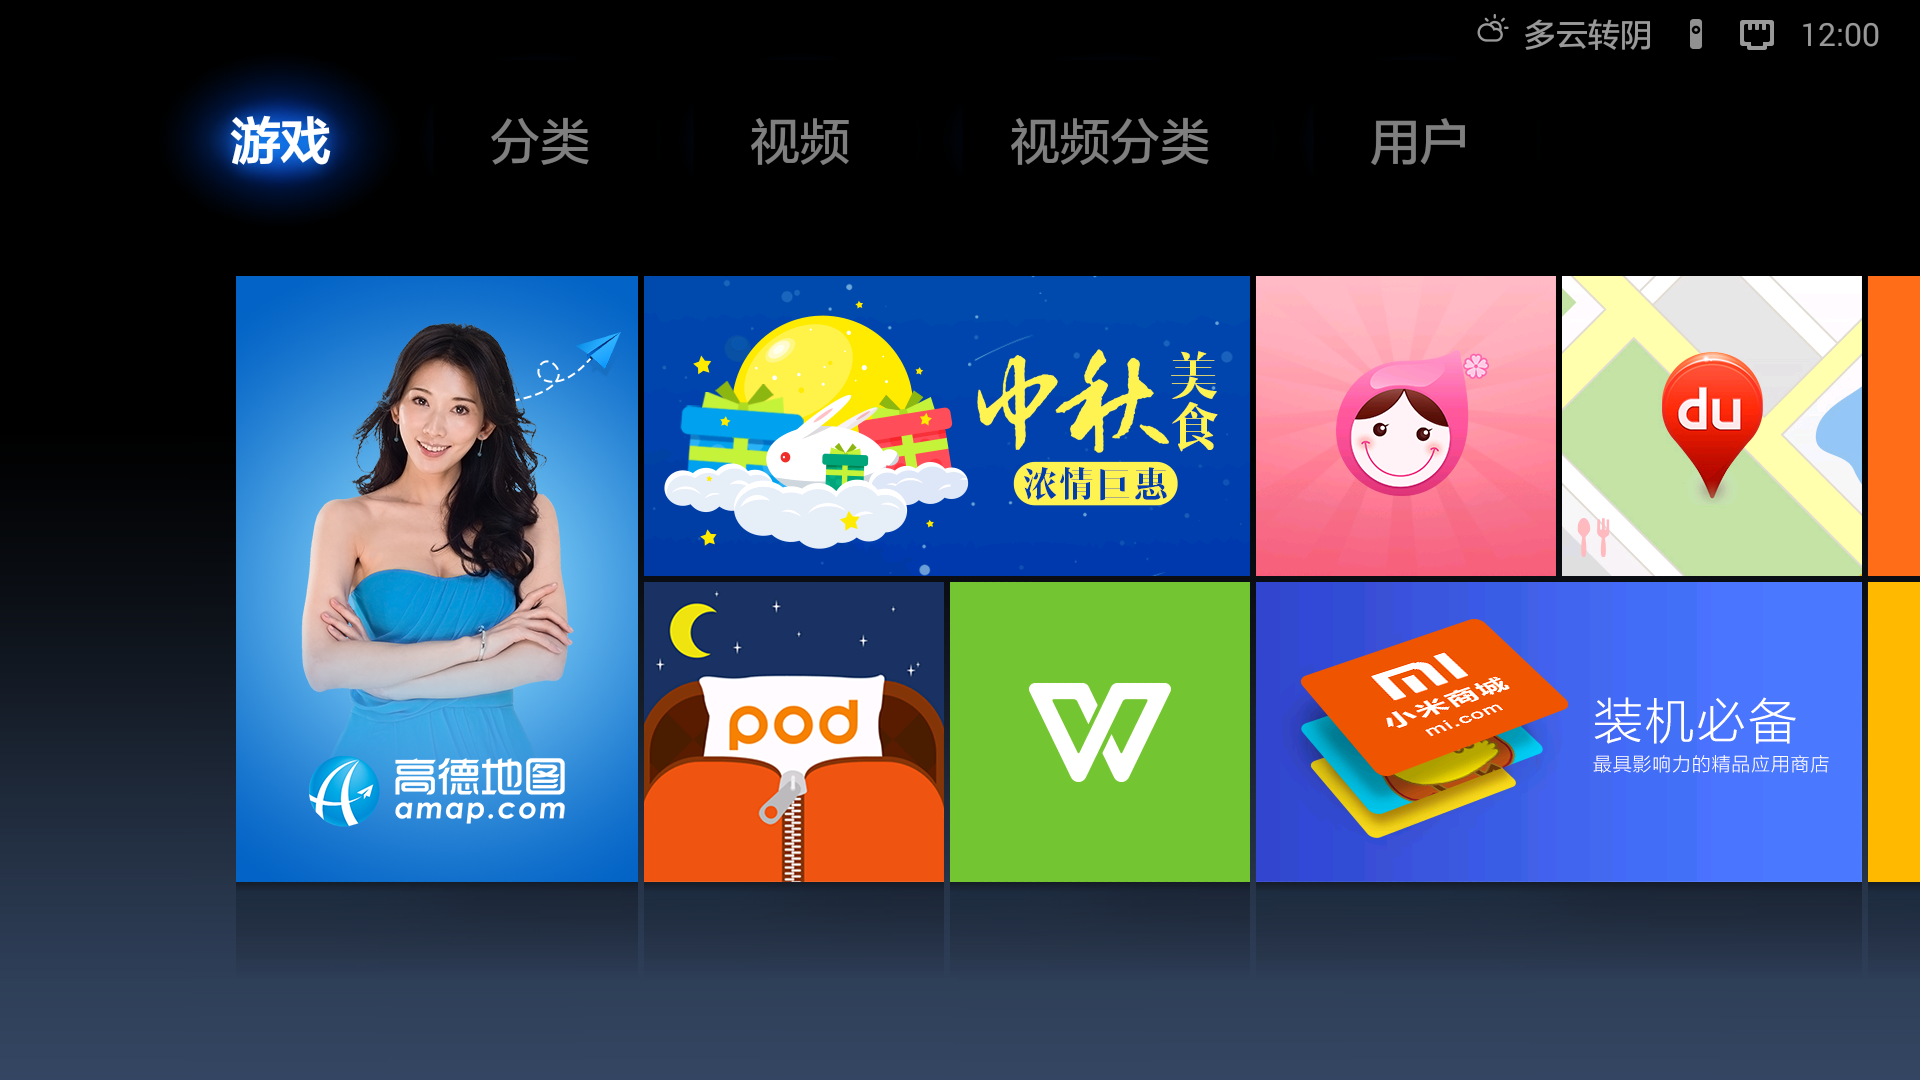 多云转阴 12:00
游戏 分类 视频 视频分类 用户
中秋
美食
浓情巨惠
du
高德地图
amap.com
pod
小米商城
mi.com
装机必备
最具影响力的精品应用商店